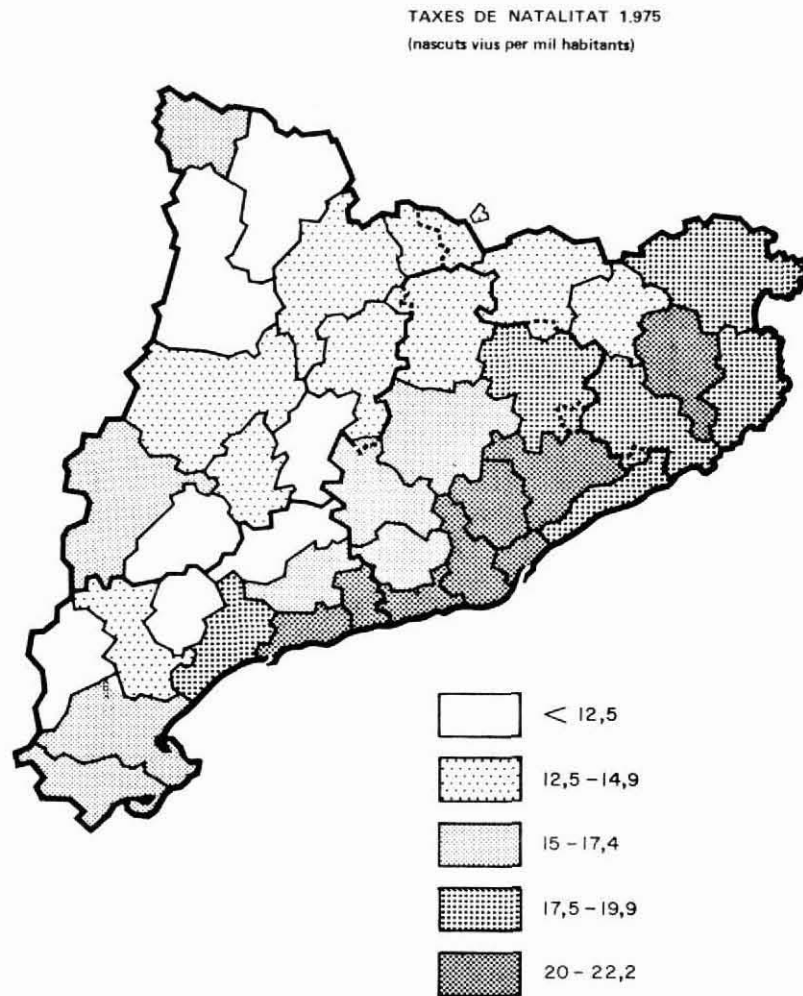 TAXES DE NATALITAT 1.975
(nascuts vius per mil habitants)
< 12,5
12,5-14,9
15-17,4
17,5-19,9
20-22,2